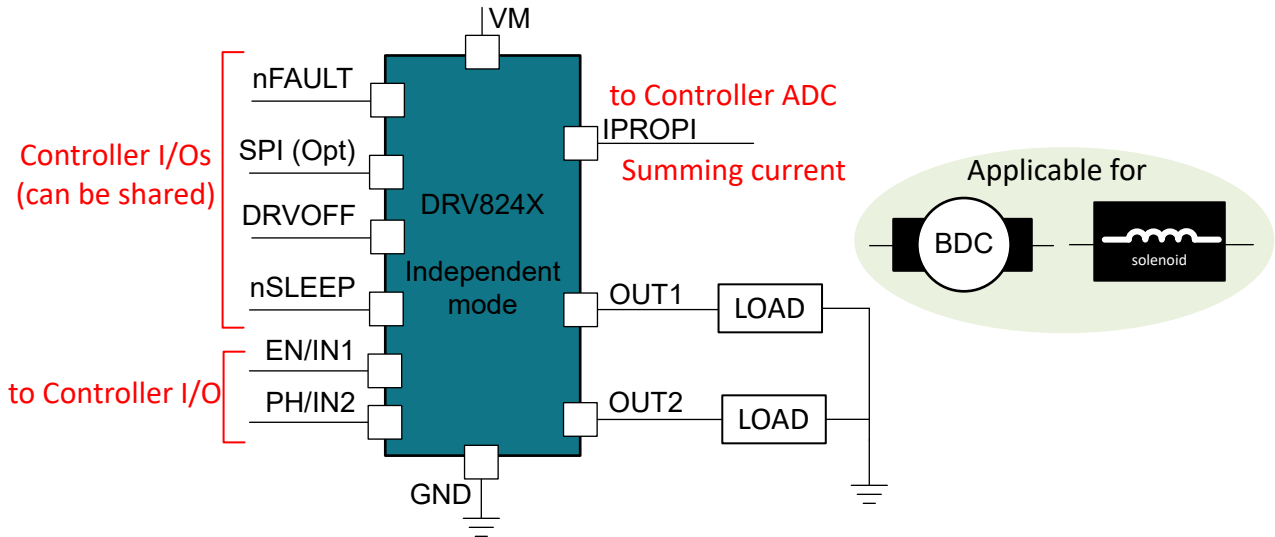 VM
nFAULT
SPI (Opt)
DRVOFF
nSLEEP
EN/IN1
PH/IN2
GND
Controller I/Os
(can be shared)
to Controller I/O
DRV824X
Independent
mode
to Controller ADC
IPROPI
Summing current
OUT1
LOAD
OUT2
LOAD
Applicable for
BDC
solenoid